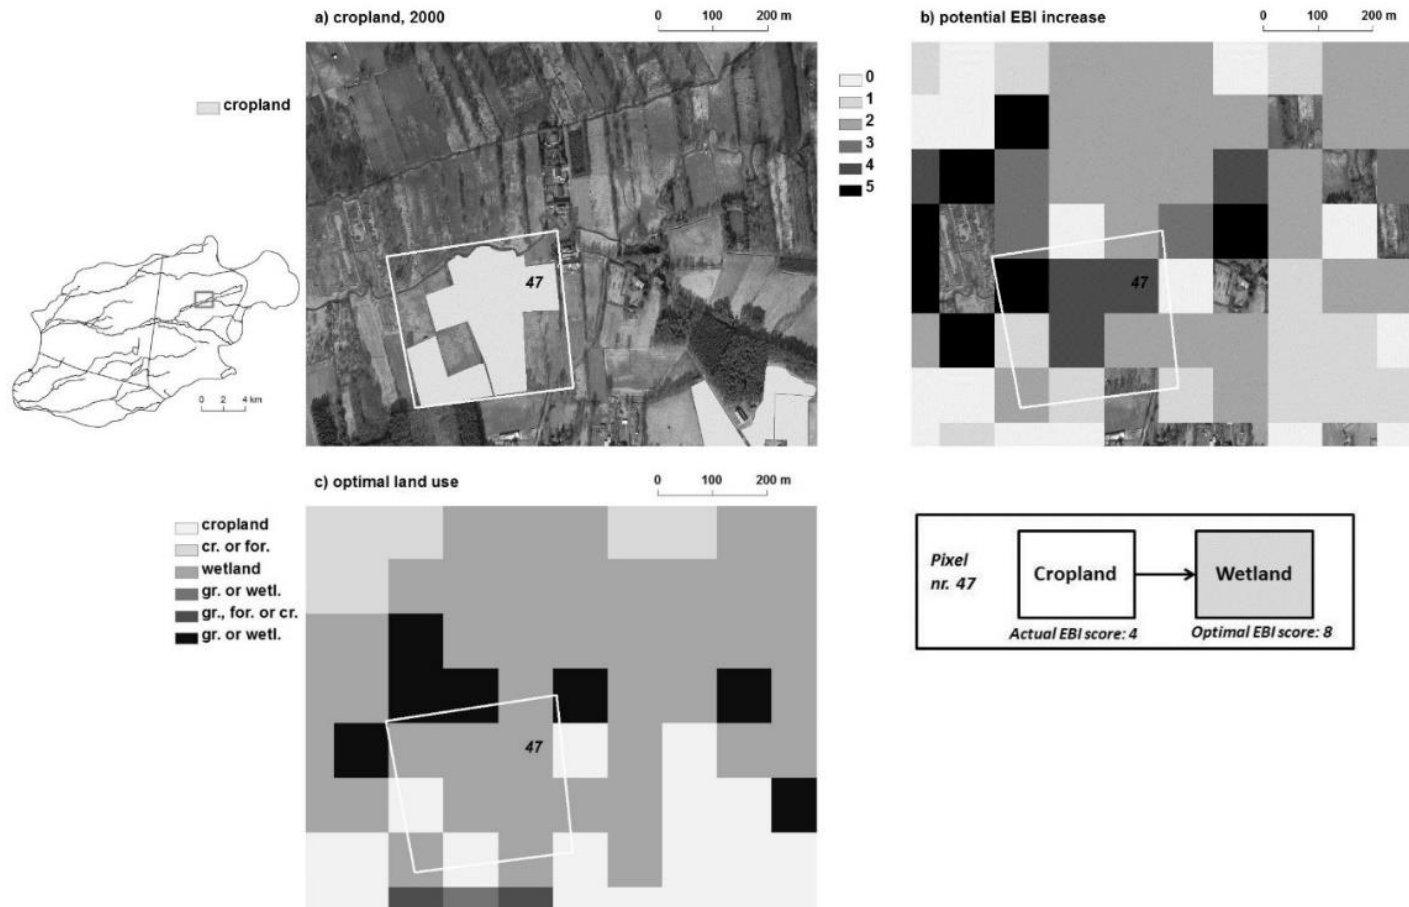 a) cropland, 2000
0 100 200 m
cropland
47
0 2 4 km
b) potential EBI increase
0 100 200 m
0
1
2
3
4
5
47
c) optimal land use
0 100 200 m
cropland
cr. or for.
wetland
gr. or wetl.
gr., for. or cr.
gr. or wetl.
47
Pixel
nr. 47
Cropland
Wetland
Actual EBI score: 4
Optimal EBI score: 8